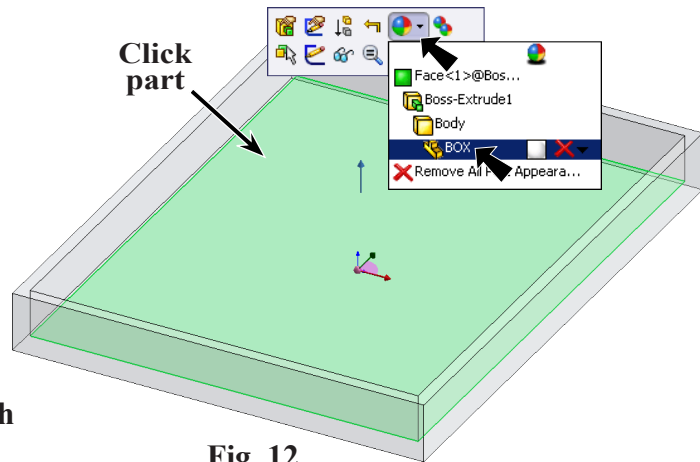 Click
part
Face<1>@Bos...
Boss-Extrude1
Body
BOX
Remove All Appeara...
h
Fig. 12